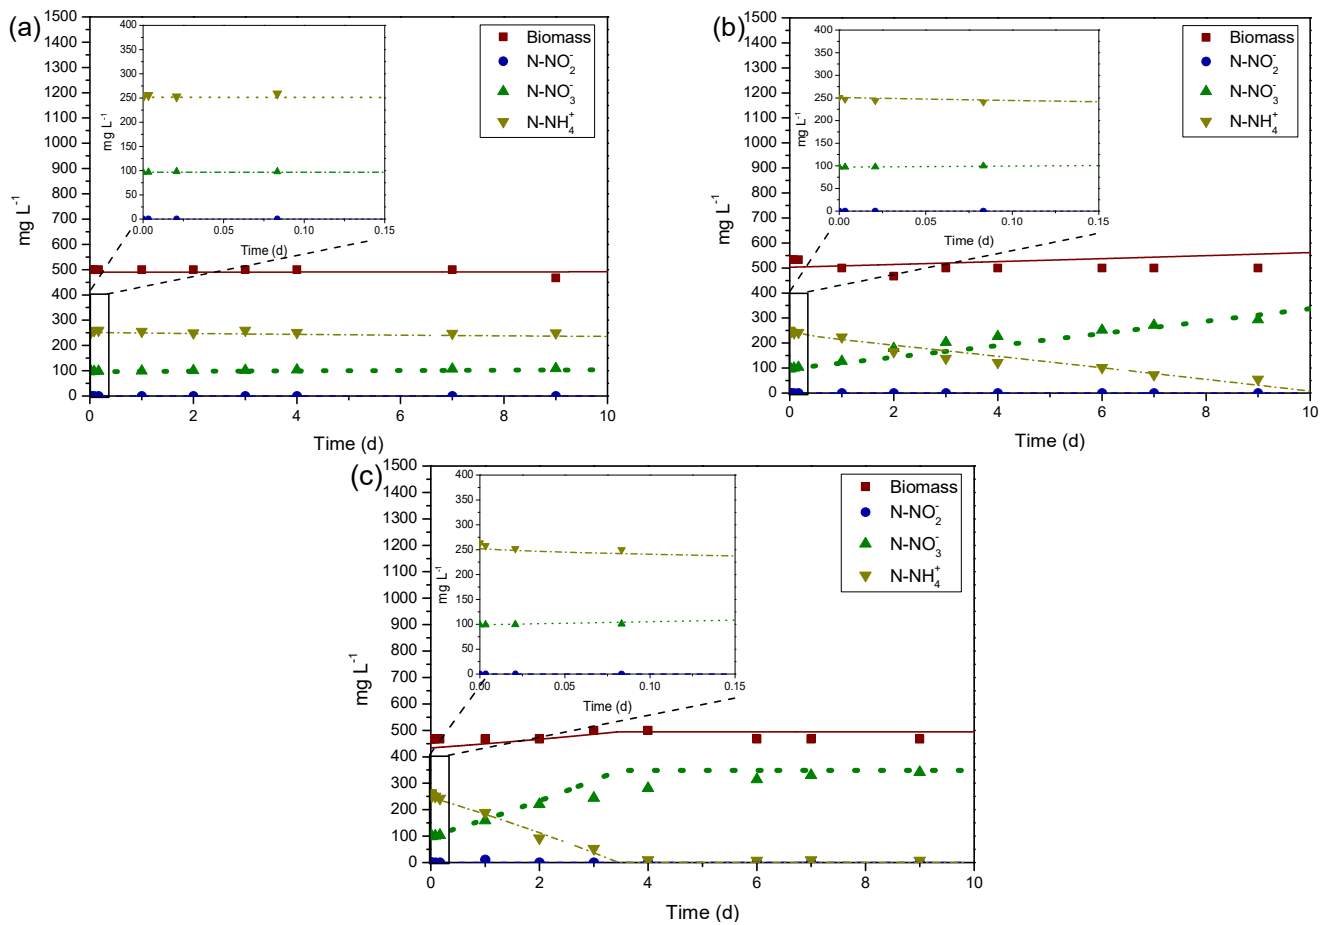 (a)
mg L⁻¹
1500
1400
1300
1200
1100
1000
900
800
700
600
500
400
300
200
100
0
0 2 4 6 8 10
Time (d)
Biomass
N-NO₂⁻
N-NO₃⁻
N-NH₄⁺
mg L⁻¹
400
350
300
250
200
150
100
50
0
0.00 0.05 0.10 0.15
Time (d)
(b)
mg L⁻¹
1500
1400
1300
1200
1100
1000
900
800
700
600
500
400
300
200
100
0
0 2 4 6 8 10
Time (d)
Biomass
N-NO₂⁻
N-NO₃⁻
N-NH₄⁺
mg L⁻¹
400
350
300
250
200
150
100
50
0
0.00 0.05 0.10 0.15
Time (d)
(c)
mg L⁻¹
1500
1400
1300
1200
1100
1000
900
800
700
600
500
400
300
200
100
0
0 2 4 6 8 10
Time (d)
Biomass
N-NO₂⁻
N-NO₃⁻
N-NH₄⁺
mg L⁻¹
400
350
300
250
200
150
100
50
0
0.00 0.05 0.10 0.15
Time (d)